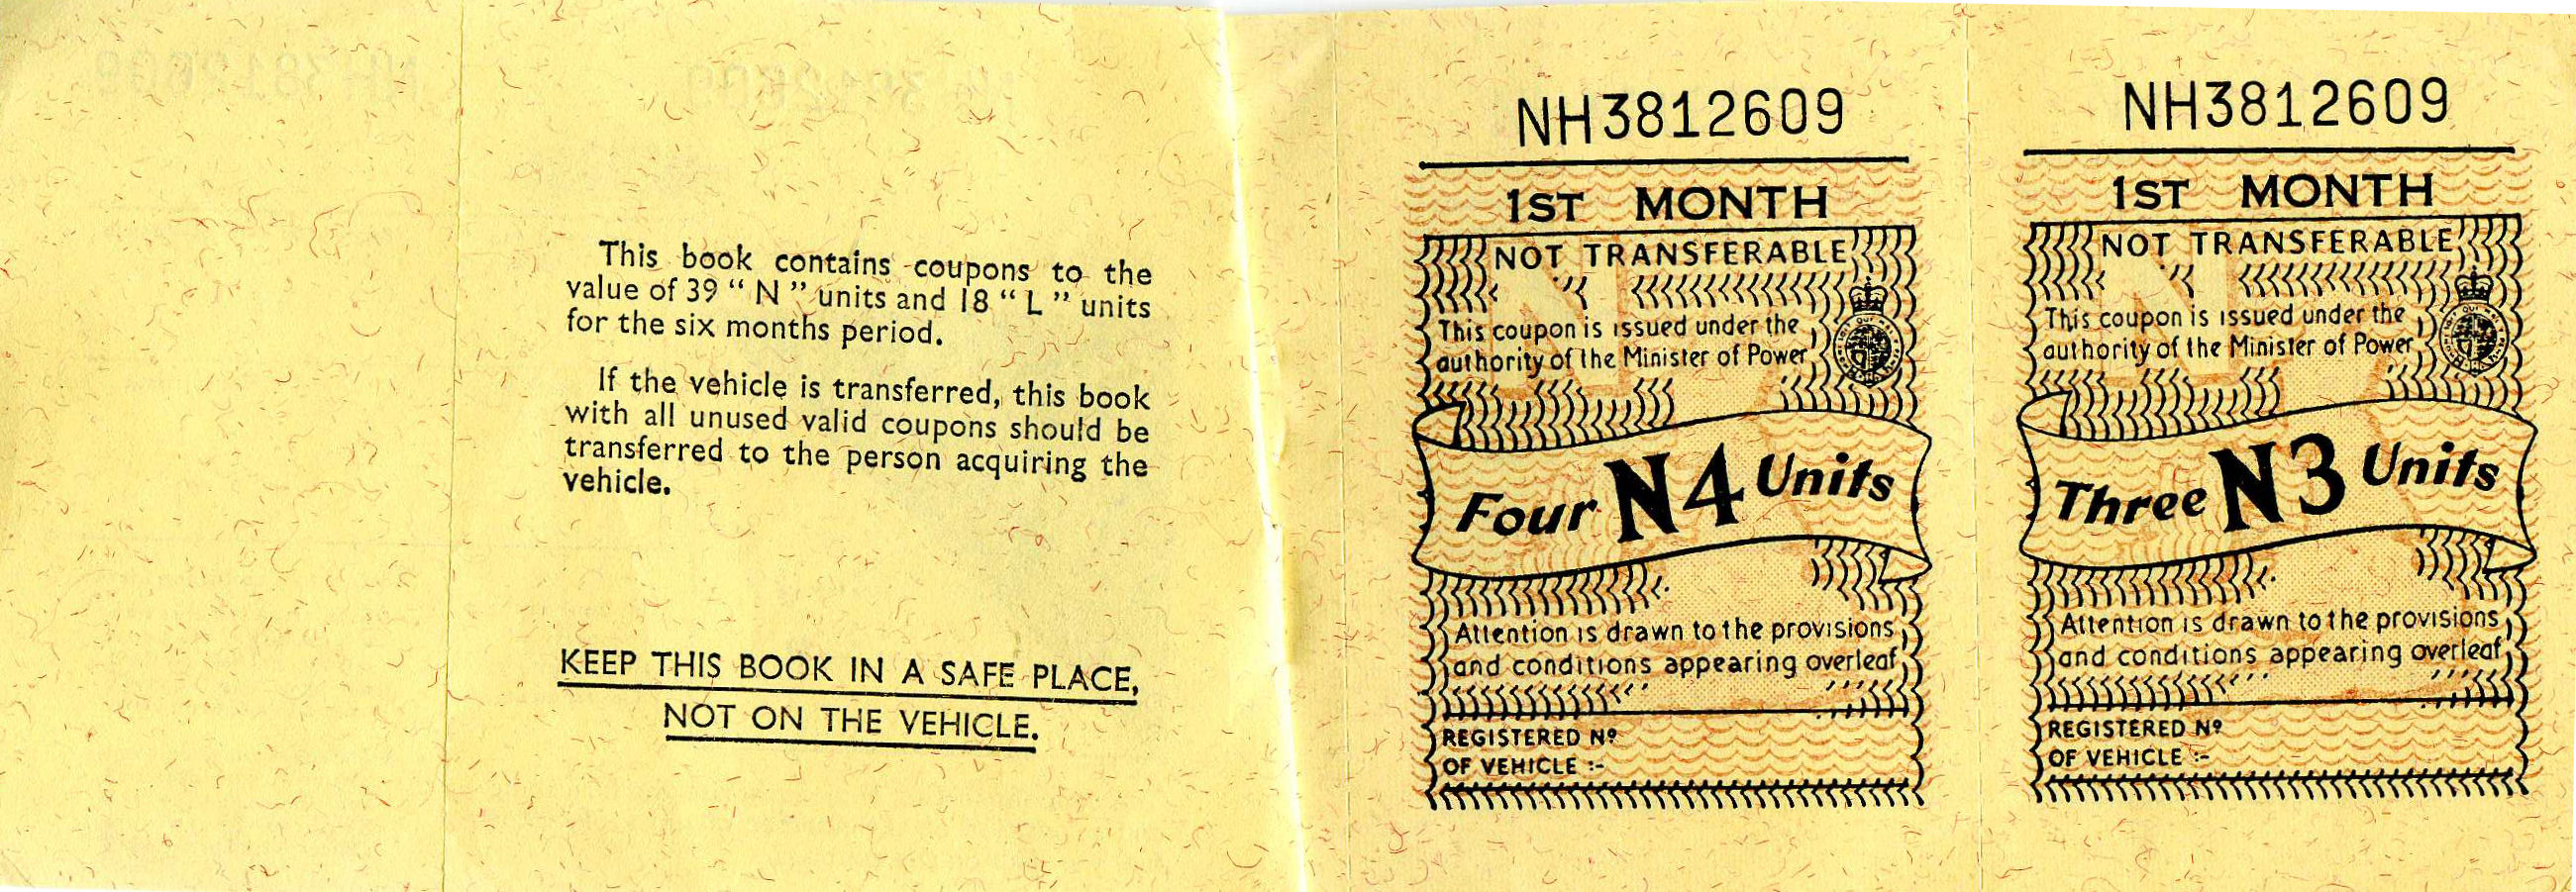 This book contains coupons to the
value of 39 “ N ” units and 18 “ L ” units
for the six months period.
If the vehicle is transferred, this book
with all unused valid coupons should be
transferred to the person acquiring the
vehicle.
KEEP THIS BOOK IN A SAFE PLACE,
NOT ON THE VEHICLE.
NH3812609
1ST MONTH
NOT TRANSFERABLE
This coupon is issued under the
authority of the Minister of Power
Four N4 Units
Attention is drawn to the provisions
and conditions appearing overleaf
REGISTERED Nº
OF VEHICLE :-
NH3812609
1ST MONTH
NOT TRANSFERABLE
This coupon is issued under the
authority of the Minister of Power
Three N3 Units
Attention is drawn to the provisions
and conditions appearing overleaf
REGISTERED Nº
OF VEHICLE :-